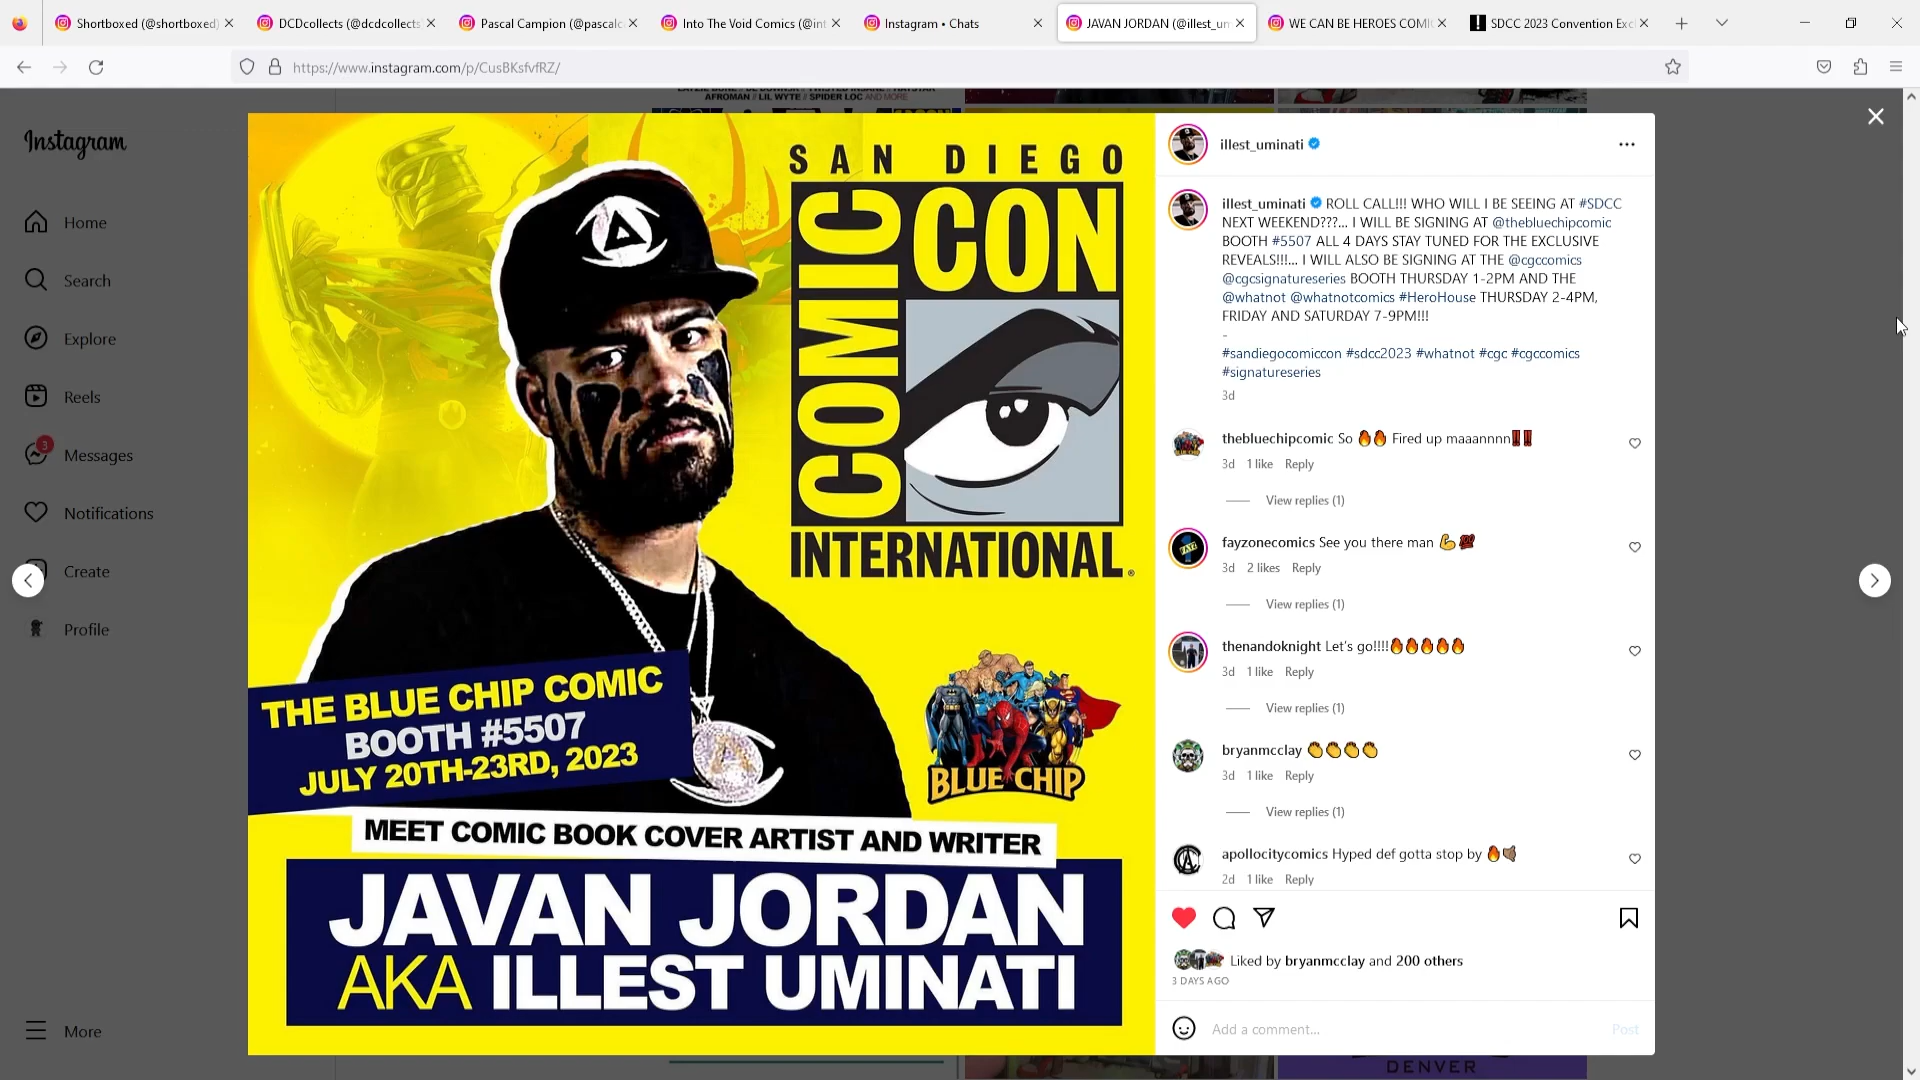 Shortboxed (@shortboxed)
DCDcollects (@dcdcollects
Pascal Campion (@pascalc
Into The Void Comics (@int
Instagram • Chats
JAVAN JORDAN (@illest_um
WE CAN BE HEROES COMI
SDCC 2023 Convention Exc
https://www.instagram.com/p/CusBKsfvfRZ/
AFROMAN // LIL WYTE // SPIDER LOC AND MORE
Instagram
Home
Search
Explore
Reels
3
Messages
Notifications
Create
Profile
More
SAN DIEGO
COMIC
CON
INTERNATIONAL®
THE BLUE CHIP COMIC
BOOTH #5507
JULY 20TH-23RD, 2023
BLUE CHIP
MEET COMIC BOOK COVER ARTIST AND WRITER
JAVAN JORDAN
AKA ILLEST UMINATI
illest_uminati
illest_uminati ROLL CALL!!! WHO WILL I BE SEEING AT #SDCC
NEXT WEEKEND???... I WILL BE SIGNING AT @thebluechipcomic
BOOTH #5507 ALL 4 DAYS STAY TUNED FOR THE EXCLUSIVE
REVEALS!!!... I WILL ALSO BE SIGNING AT THE @cgccomics
@cgcsignatureseries BOOTH THURSDAY 1-2PM AND THE
@whatnot @whatnotcomics #HeroHouse THURSDAY 2-4PM,
FRIDAY AND SATURDAY 7-9PM!!!
-
#sandiegocomiccon #sdcc2023 #whatnot #cgc #cgccomics
#signatureseries
3d
thebluechipcomic So 🔥🔥 Fired up maaannnn‼️‼️
3d 1 like Reply
View replies (1)
fayzonecomics See you there man 💪💯
3d 2 likes Reply
View replies (1)
thenandoknight Let's go!!!!🔥🔥🔥🔥🔥
3d 1 like Reply
View replies (1)
bryanmcclay 👏👏👏👏
3d 1 like Reply
View replies (1)
apollocitycomics Hyped def gotta stop by 🔥🤜🏽
2d 1 like Reply
Liked by bryanmcclay and 200 others
3 DAYS AGO
Add a comment...
Post
DENVER